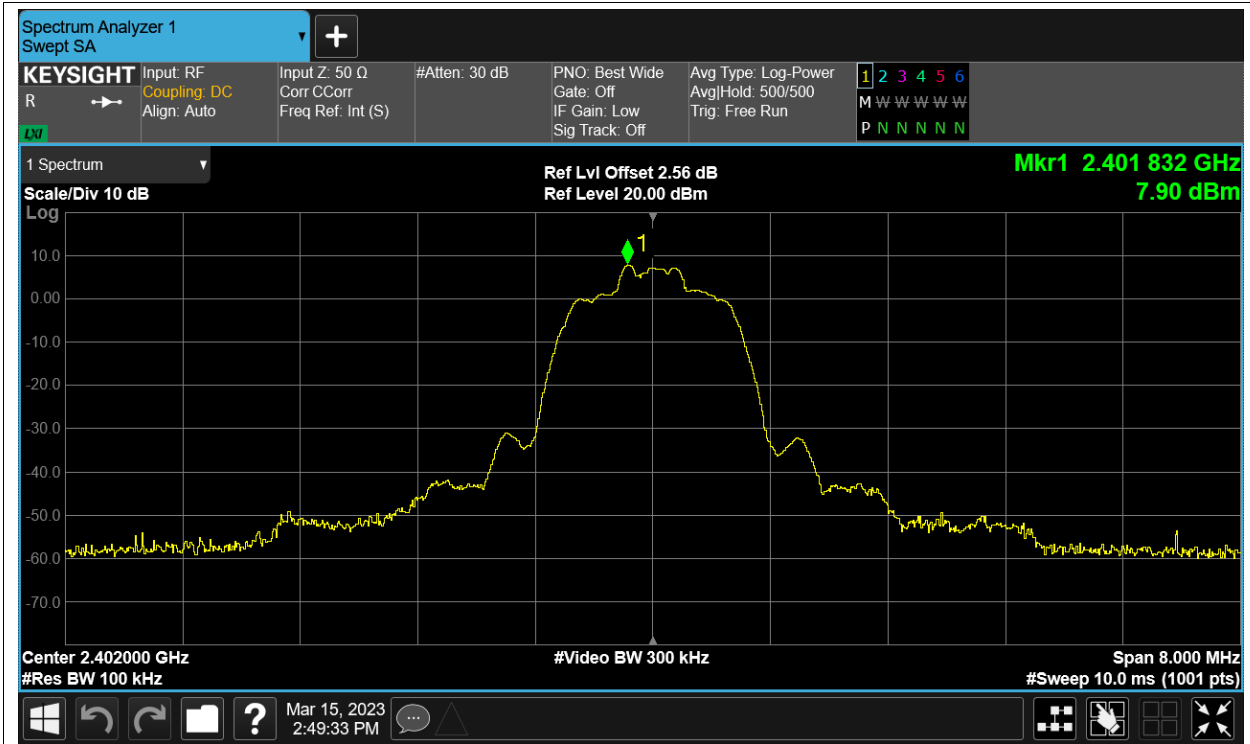 Spectrum Analyzer 1
Swept SA
+
KEYSIGHT
R
LXI
Input: RF
Coupling: DC
Align: Auto
Input Z: 50 Ω
Corr CCorr
Freq Ref: Int (S)
#Atten: 30 dB
PNO: Best Wide
Gate: Off
IF Gain: Low
Sig Track: Off
Avg Type: Log-Power
Avg|Hold: 500/500
Trig: Free Run
1 2 3 4 5 6
M W W W W W
P N N N N N
1 Spectrum
Scale/Div 10 dB
Log
Ref Lvl Offset 2.56 dB
Ref Level 20.00 dBm
Mkr1 2.401 832 GHz
7.90 dBm
1
10.0
0.00
-10.0
-20.0
-30.0
-40.0
-50.0
-60.0
-70.0
Center 2.402000 GHz
#Res BW 100 kHz
#Video BW 300 kHz
Span 8.000 MHz
#Sweep 10.0 ms (1001 pts)
?
Mar 15, 2023
2:49:33 PM